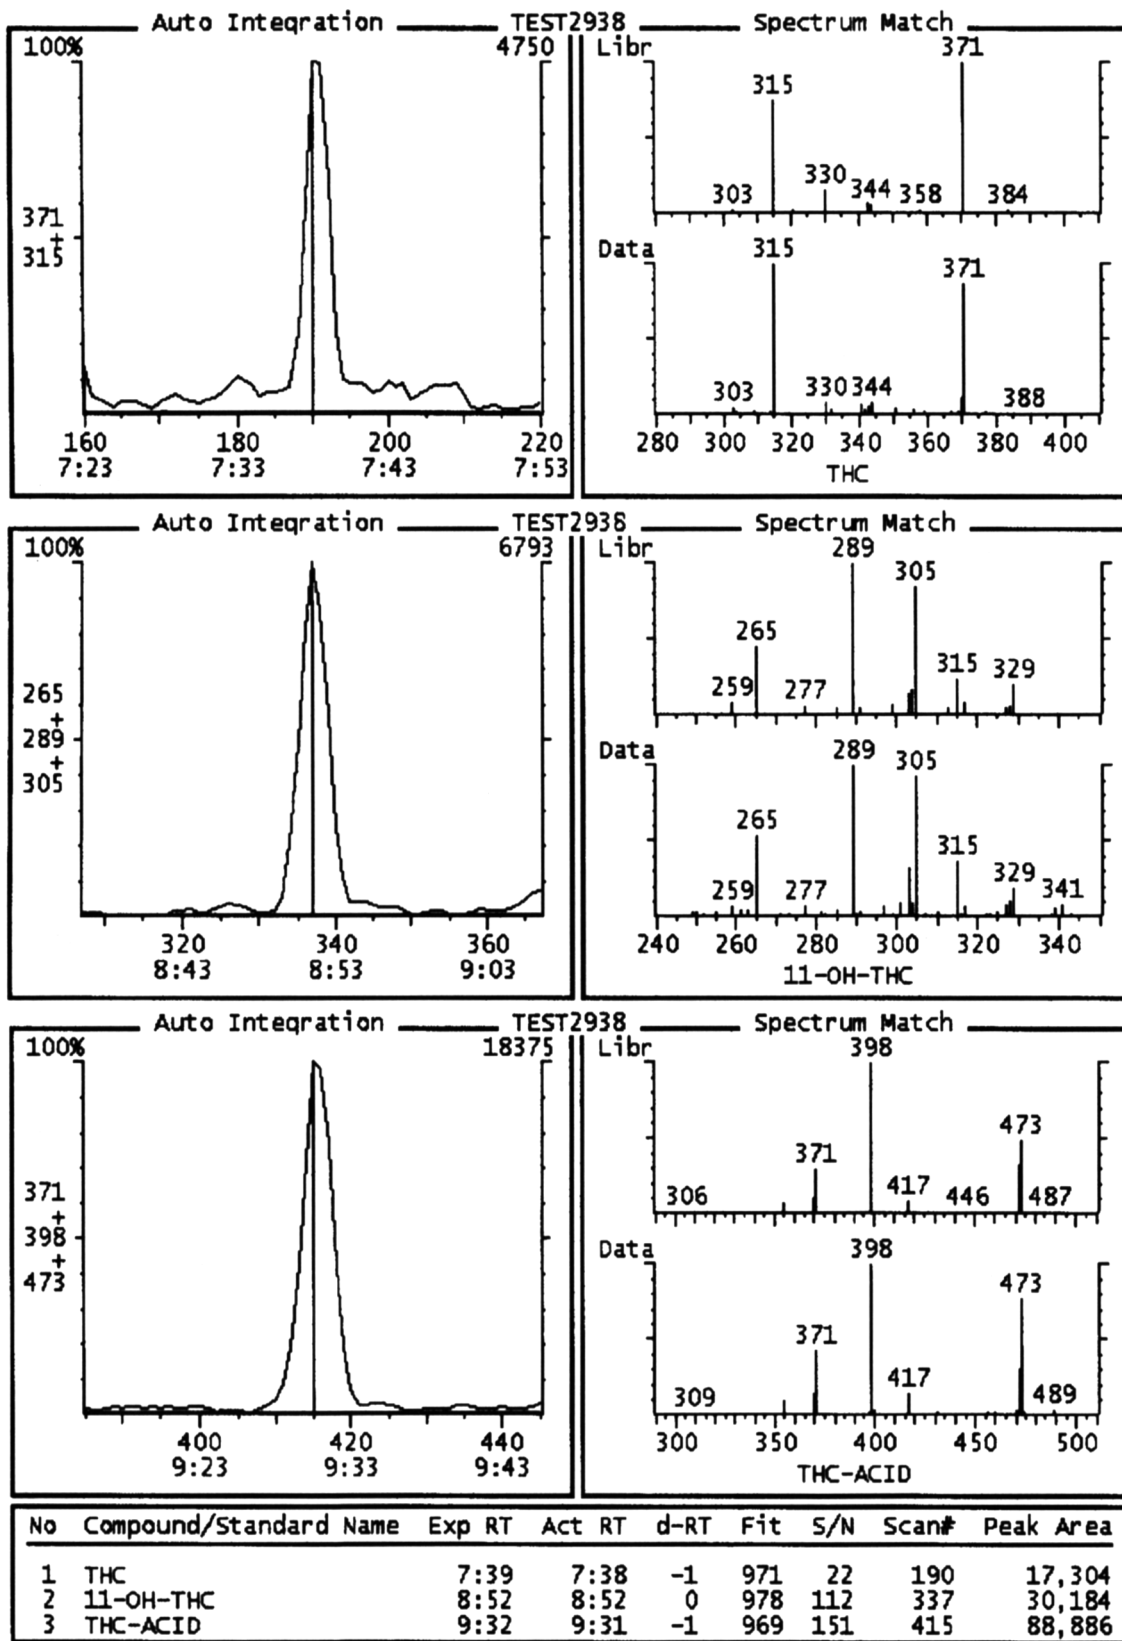 Auto Inteqration TEST2938 Spectrum Match
100% 4750 Libr 371
315
330 344
303 358 384
371
+
315
Data 315 371
303 330 344 388
160 180 200 220 280 300 320 340 360 380 400
7:23 7:33 7:43 7:53 THC
Auto Inteqration TEST2938 Spectrum Match
100% 6793 Libr 289
305
265
315 329
259 277
265
+
289
+
305
Data 289 305
265
315
329
259 277 341
320 340 360 240 260 280 300 320 340
8:43 8:53 9:03 11-OH-THC
Auto Inteqration TEST2938 Spectrum Match
100% 18375 Libr 398
473
371
306 417 446 487
371
+
398
+
473
Data 398
473
371
417
309 489
400 420 440 300 350 400 450 500
9:23 9:33 9:43 THC-ACID
No Compound/Standard Name Exp RT Act RT d-RT Fit S/N Scan# Peak Area
1 THC 7:39 7:38 -1 971 22 190 17,304
2 11-OH-THC 8:52 8:52 0 978 112 337 30,184
3 THC-ACID 9:32 9:31 -1 969 151 415 88,886